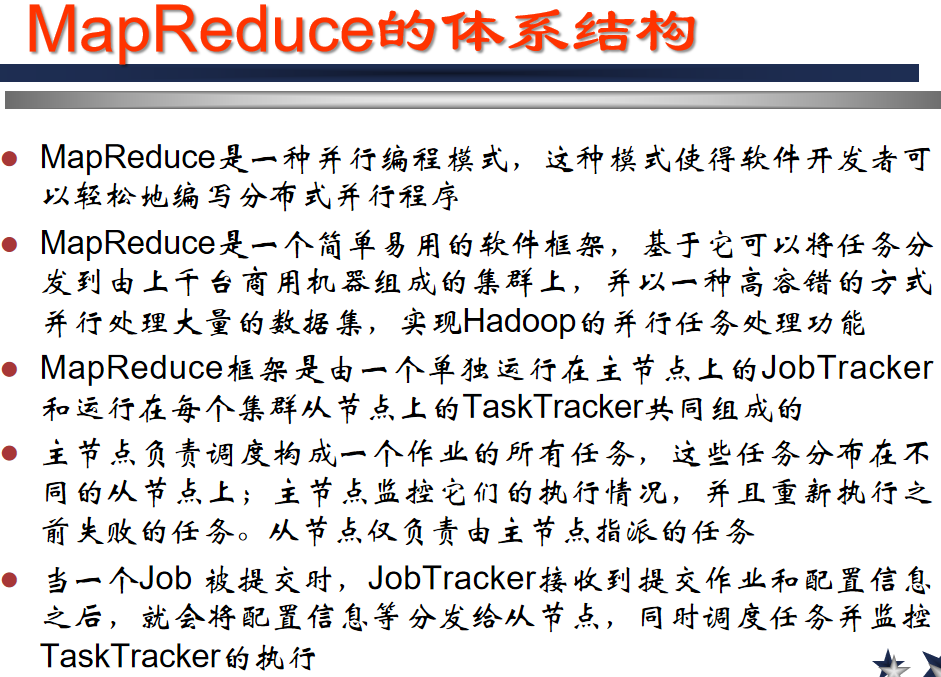 MapReduce的体系结构
MapReduce是一种并行编程模式，这种模式使得软件开发者可
以轻松地编写分布式并行程序
MapReduce是一个简单易用的软件框架，基于它可以将任务分
发到由上千台商用机器组成的集群上，并以一种高容错的方式
并行处理大量的数据集，实现Hadoop的并行任务处理功能
MapReduce框架是由一个单独运行在主节点上的JobTracker
和运行在每个集群从节点上的TaskTracker共同组成的
主节点负责调度构成一个作业的所有任务，这些任务分布在不
同的从节点上；主节点监控它们的执行情况，并且重新执行之
前失败的任务。从节点仅负责由主节点指派的任务
当一个Job 被提交时，JobTracker接收到提交作业和配置信息
之后，就会将配置信息等分发给从节点，同时调度任务并监控
TaskTracker的执行